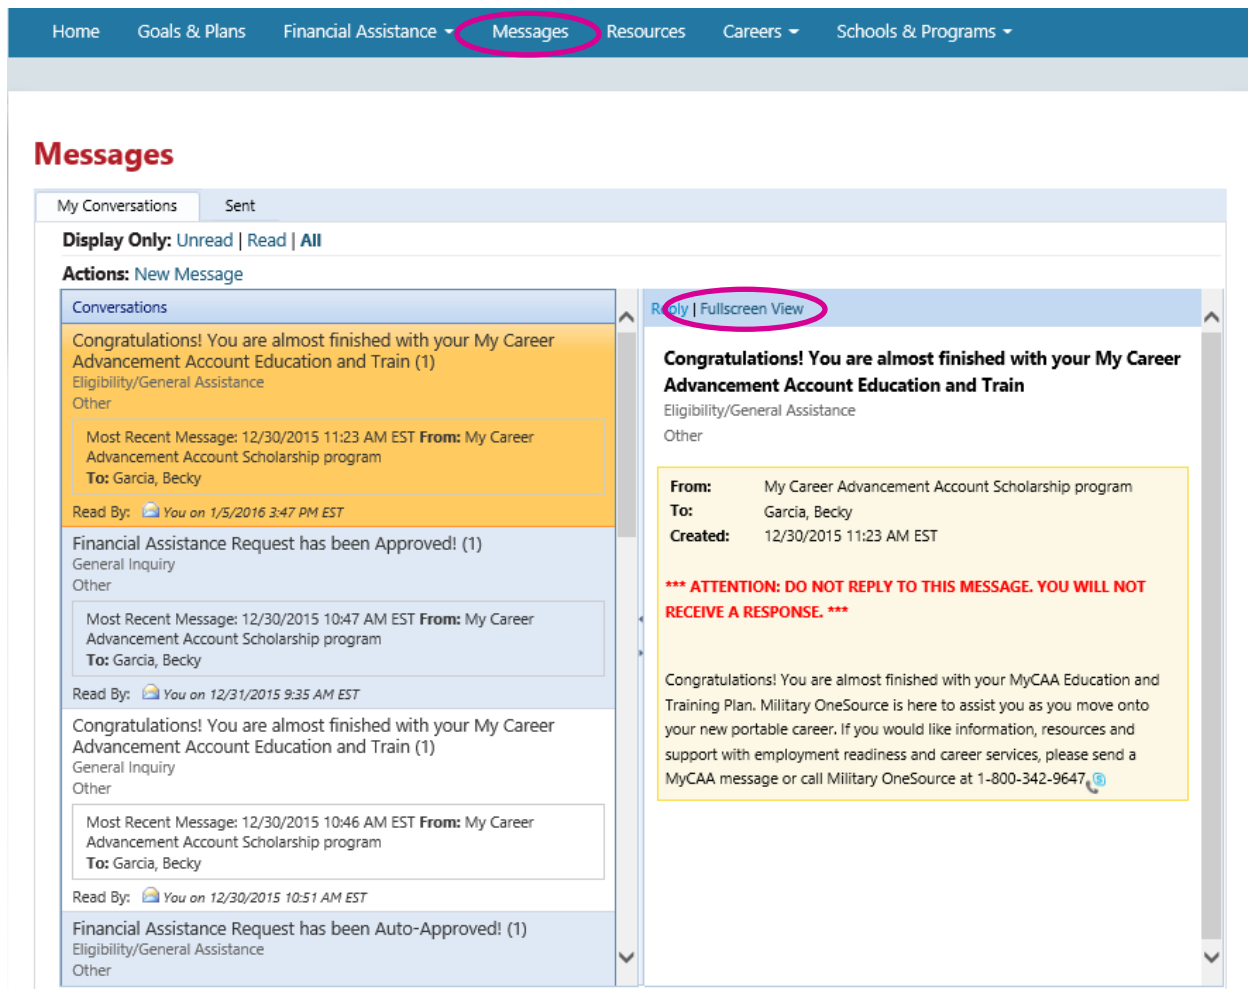 Home Goals & Plans Financial Assistance Messages Resources Careers Schools & Programs
Messages
My Conversations Sent
Display Only: Unread | Read | All
Actions: New Message
Conversations
Congratulations! You are almost finished with your My Career
Advancement Account Education and Train (1)
Eligibility/General Assistance
Other
Most Recent Message: 12/30/2015 11:23 AM EST From: My Career
Advancement Account Scholarship program
To: Garcia, Becky
Read By: You on 1/5/2016 3:47 PM EST
Financial Assistance Request has been Approved! (1)
General Inquiry
Other
Most Recent Message: 12/30/2015 10:47 AM EST From: My Career
Advancement Account Scholarship program
To: Garcia, Becky
Read By: You on 12/31/2015 9:35 AM EST
Congratulations! You are almost finished with your My Career
Advancement Account Education and Train (1)
General Inquiry
Other
Most Recent Message: 12/30/2015 10:46 AM EST From: My Career
Advancement Account Scholarship program
To: Garcia, Becky
Read By: You on 12/30/2015 10:51 AM EST
Financial Assistance Request has been Auto-Approved! (1)
Eligibility/General Assistance
Other
Reply | Fullscreen View
Congratulations! You are almost finished with your My Career
Advancement Account Education and Train
Eligibility/General Assistance
Other
From: My Career Advancement Account Scholarship program
To: Garcia, Becky
Created: 12/30/2015 11:23 AM EST
*** ATTENTION: DO NOT REPLY TO THIS MESSAGE. YOU WILL NOT
RECEIVE A RESPONSE. ***
Congratulations! You are almost finished with your MyCAA Education and
Training Plan. Military OneSource is here to assist you as you move onto
your new portable career. If you would like information, resources and
support with employment readiness and career services, please send a
MyCAA message or call Military OneSource at 1-800-342-9647